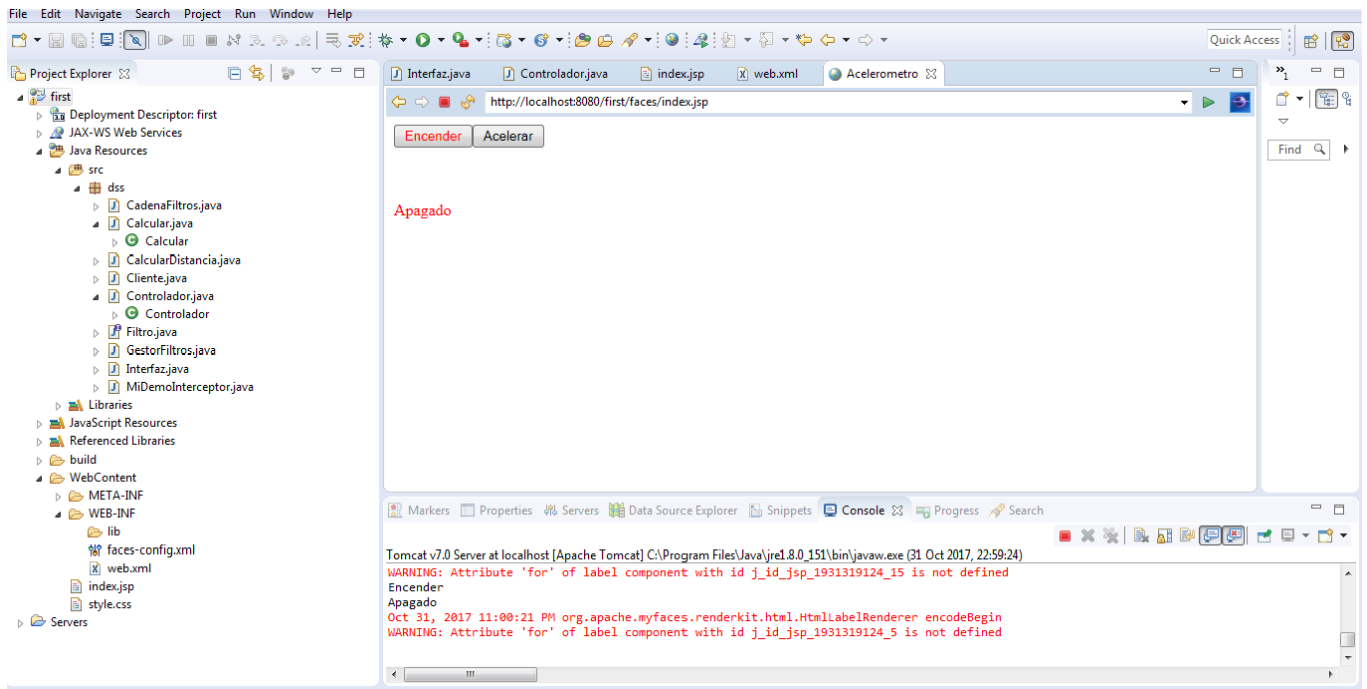 File Edit Navigate Search Project Run Window Help
Quick Access
Project Explorer
first
Deployment Descriptor: first
JAX-WS Web Services
Java Resources
src
dss
CadenaFiltros.java
Calcular.java
Calcular
CalcularDistancia.java
Cliente.java
Controlador.java
Controlador
Filtro.java
GestorFiltros.java
Interfaz.java
MiDemoInterceptor.java
Libraries
JavaScript Resources
Referenced Libraries
build
WebContent
META-INF
WEB-INF
lib
faces-config.xml
web.xml
index.jsp
style.css
Servers
Interfaz.java Controlador.java index.jsp web.xml Acelerometro
http://localhost:8080/first/faces/index.jsp
Encender Acelerar
Apagado
»1
Find
Markers Properties Servers Data Source Explorer Snippets Console Progress Search
Tomcat v7.0 Server at localhost [Apache Tomcat] C:\Program Files\Java\jre1.8.0_151\bin\javaw.exe (31 Oct 2017, 22:59:24)
WARNING: Attribute 'for' of label component with id j_id_jsp_1931319124_15 is not defined
Encender
Apagado
Oct 31, 2017 11:00:21 PM org.apache.myfaces.renderkit.html.HtmlLabelRenderer encodeBegin
WARNING: Attribute 'for' of label component with id j_id_jsp_1931319124_5 is not defined